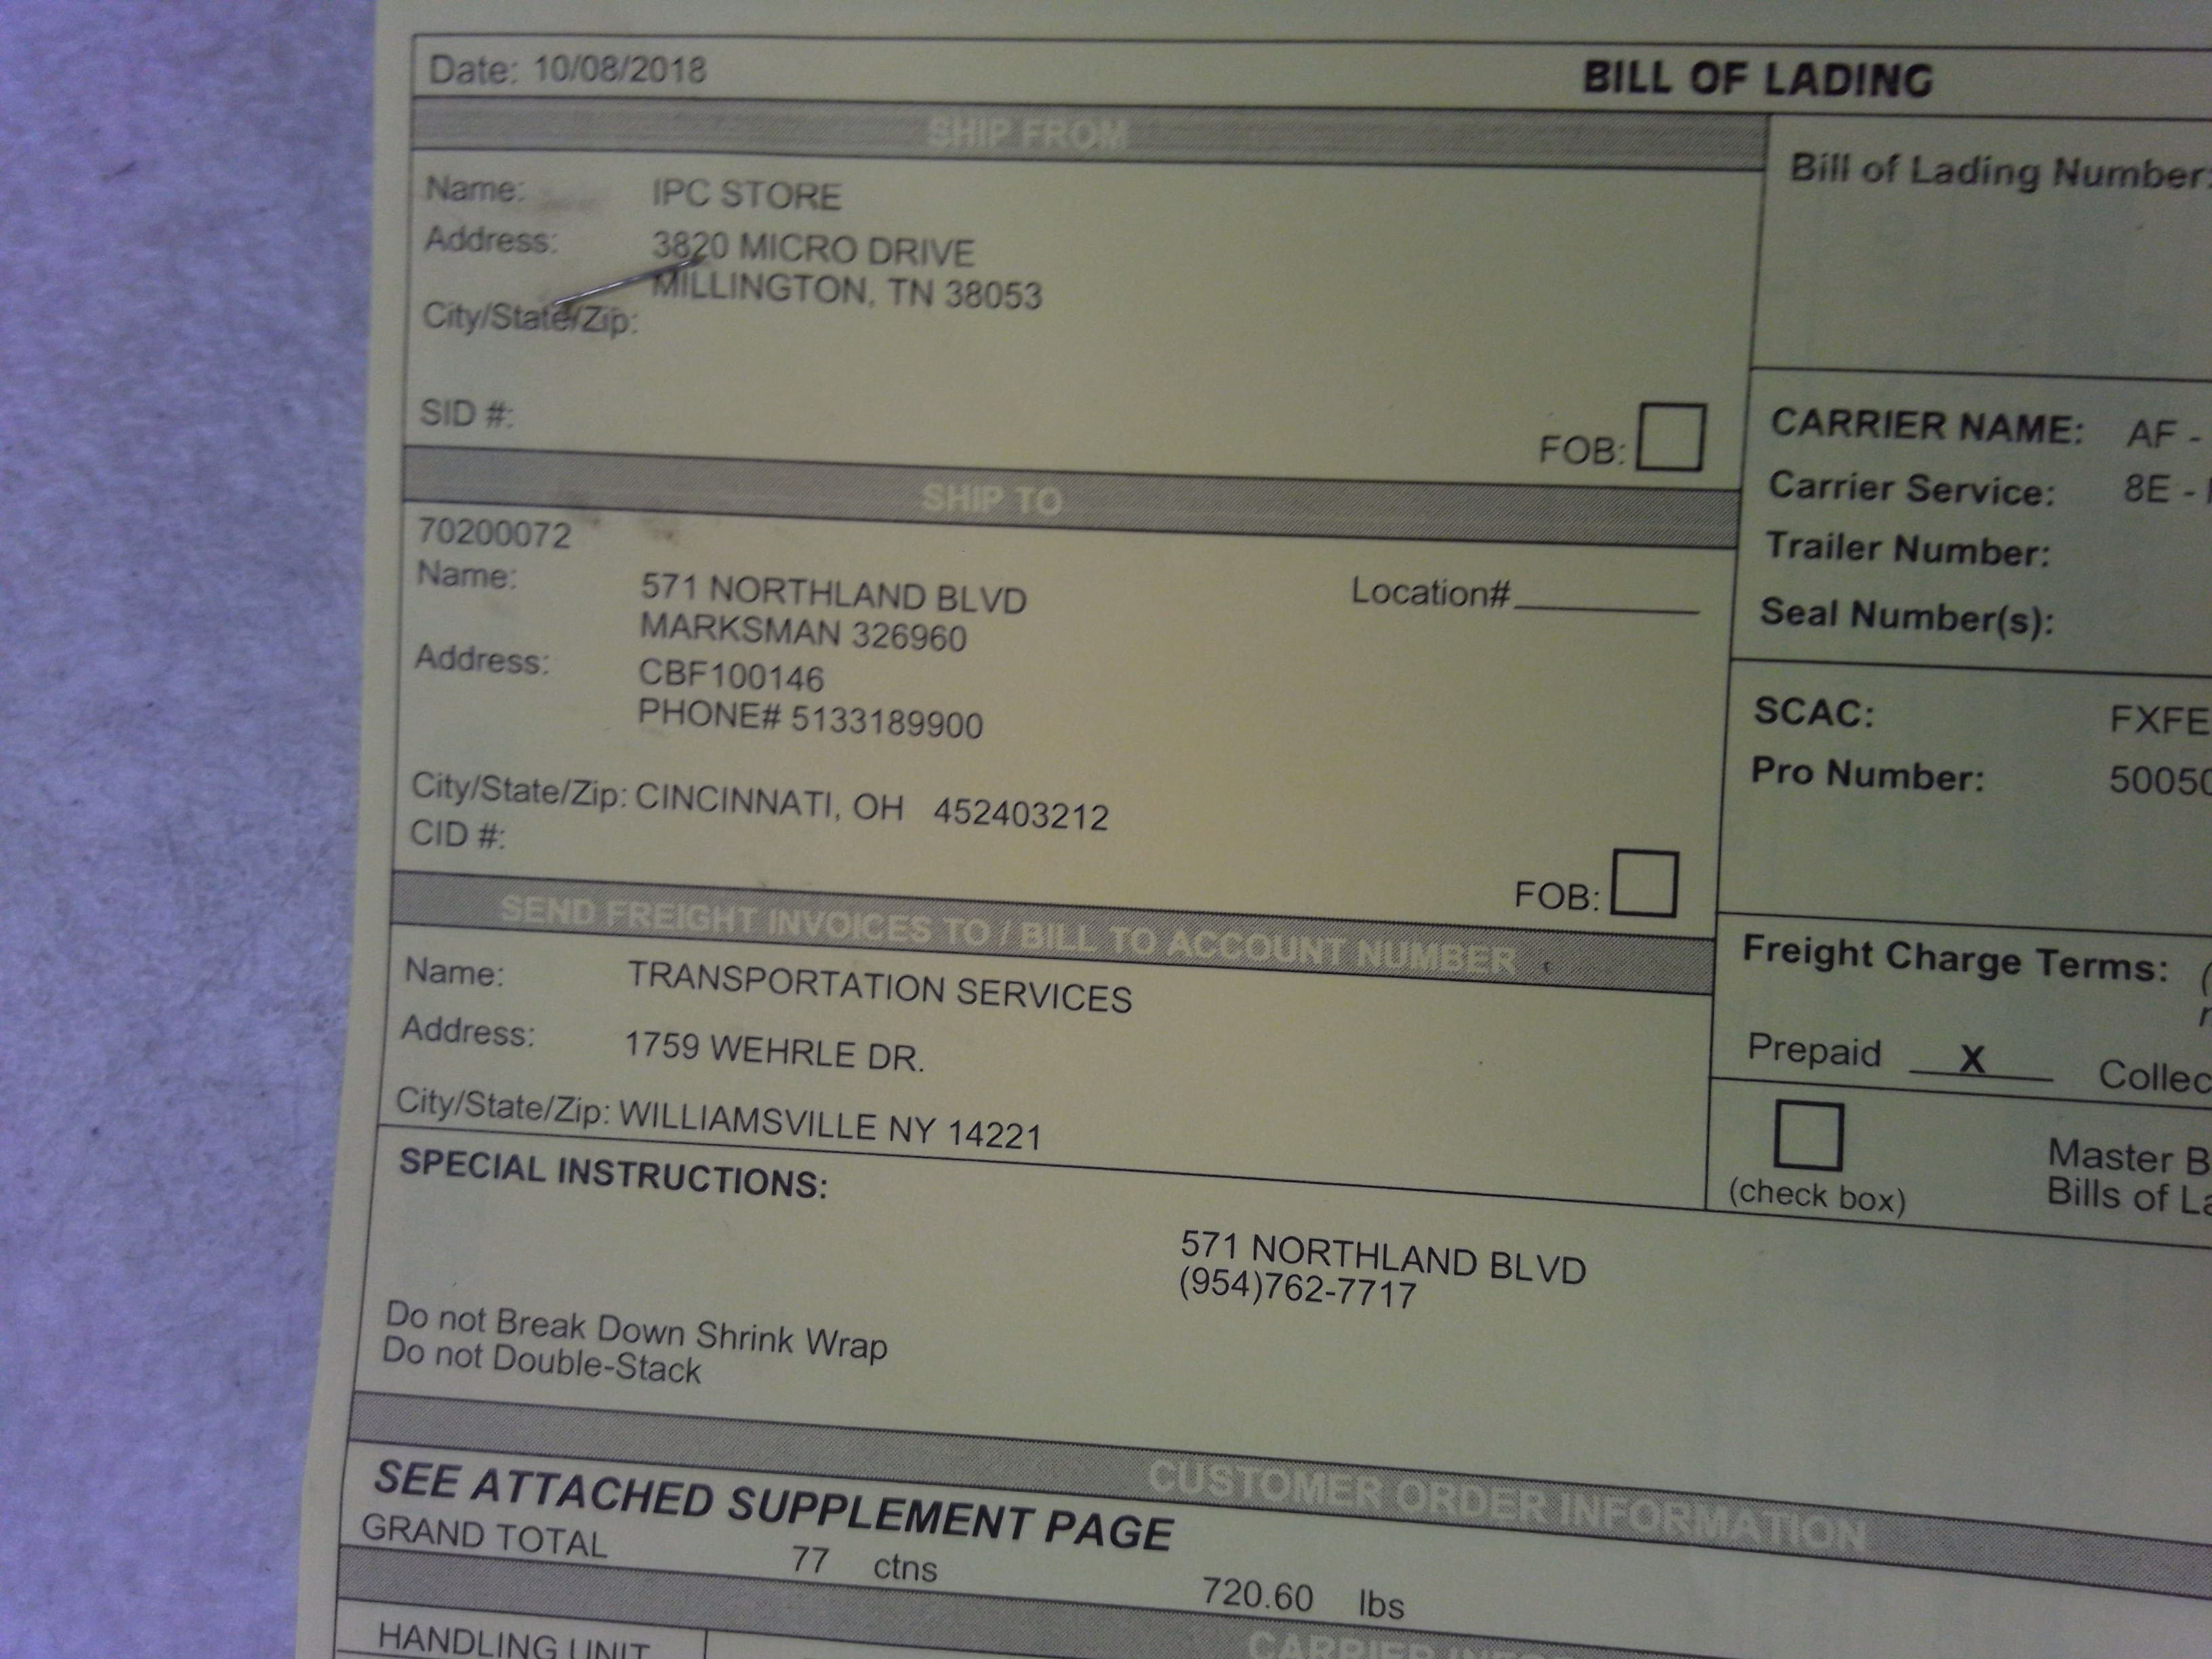 Date: 10/08/2018
BILL OF LADING
SHIP FROM
Name: IPC STORE
Address: 3820 MICRO DRIVE
MILLINGTON, TN 38053
City/State/Zip:
SID #:
FOB:
Bill of Lading Number:
SHIP TO
70200072
Name: 571 NORTHLAND BLVD
Location#
MARKSMAN 326960
Address: CBF100146
PHONE# 5133189900
City/State/Zip: CINCINNATI, OH 452403212
CID #:
FOB:
CARRIER NAME: AF -
Carrier Service: 8E -
Trailer Number:
Seal Number(s):
SCAC: FXFE
Pro Number: 50050
SEND FREIGHT INVOICES TO / BILL TO ACCOUNT NUMBER
Name: TRANSPORTATION SERVICES
Address: 1759 WEHRLE DR.
City/State/Zip: WILLIAMSVILLE NY 14221
Freight Charge Terms: (
Prepaid X Collec
(check box)
Master B
Bills of La
SPECIAL INSTRUCTIONS:
571 NORTHLAND BLVD
(954)762-7717
Do not Break Down Shrink Wrap
Do not Double-Stack
CUSTOMER ORDER INFORMATION
SEE ATTACHED SUPPLEMENT PAGE
GRAND TOTAL 77 ctns 720.60 lbs
HANDLING UNIT
CARRIER